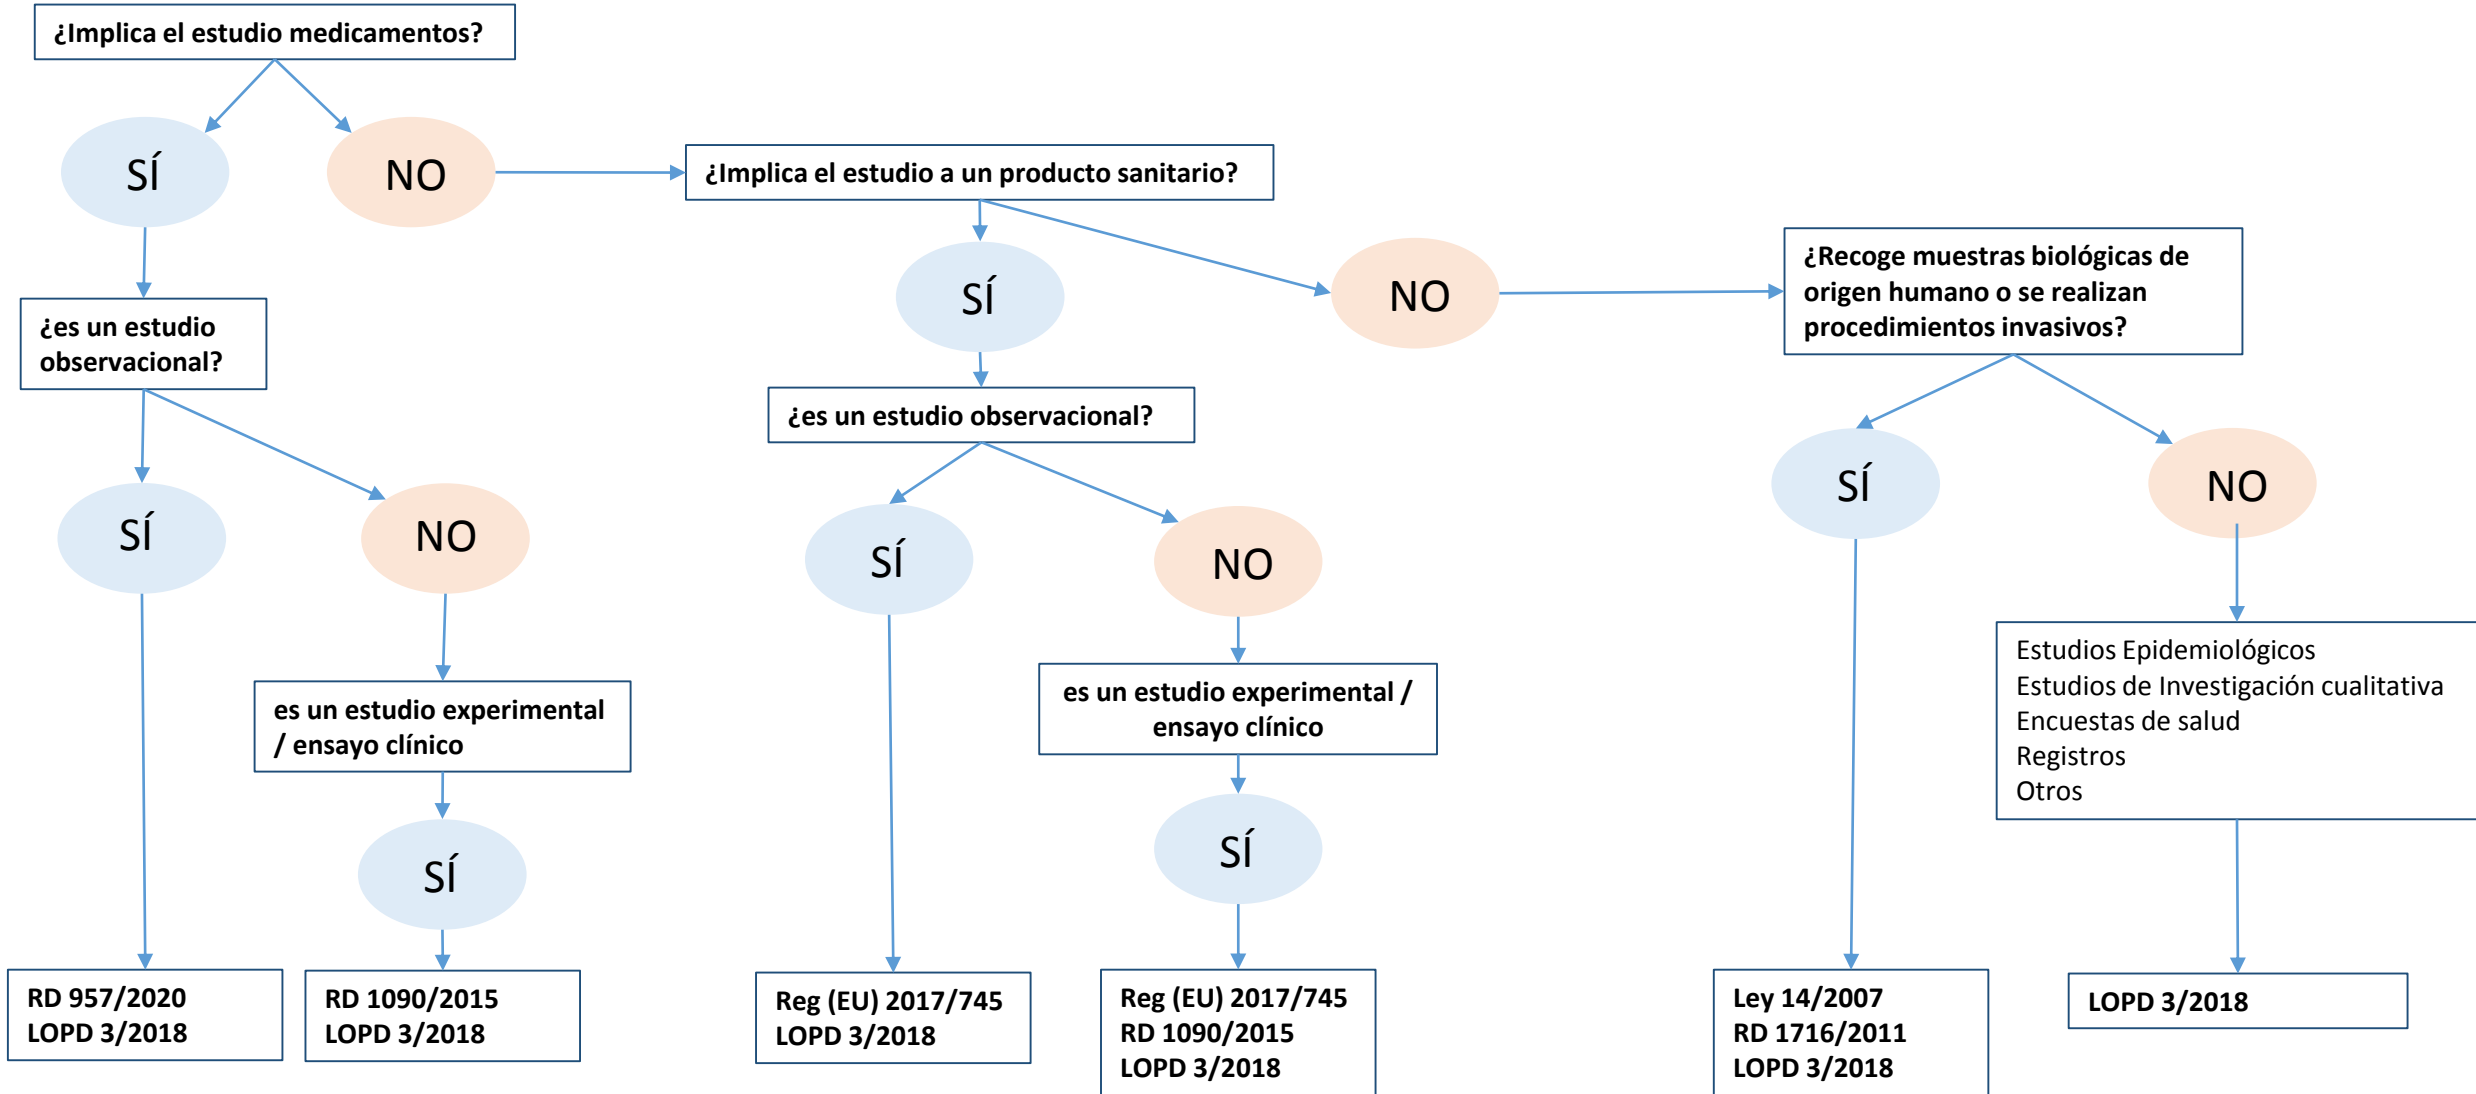 ¿Implica el estudio medicamentos?
SÍ
NO
¿Implica el estudio a un producto sanitario?
SÍ
NO
¿Recoge muestras biológicas de
origen humano o se realizan
procedimientos invasivos?
¿es un estudio
observacional?
¿es un estudio observacional?
SÍ
NO
SÍ
NO
SÍ
NO
es un estudio experimental
/ ensayo clínico
es un estudio experimental /
ensayo clínico
Estudios Epidemiológicos
Estudios de Investigación cualitativa
Encuestas de salud
Registros
Otros
SÍ
SÍ
RD 957/2020
LOPD 3/2018
RD 1090/2015
LOPD 3/2018
Reg (EU) 2017/745
LOPD 3/2018
Reg (EU) 2017/745
RD 1090/2015
LOPD 3/2018
Ley 14/2007
RD 1716/2011
LOPD 3/2018
LOPD 3/2018